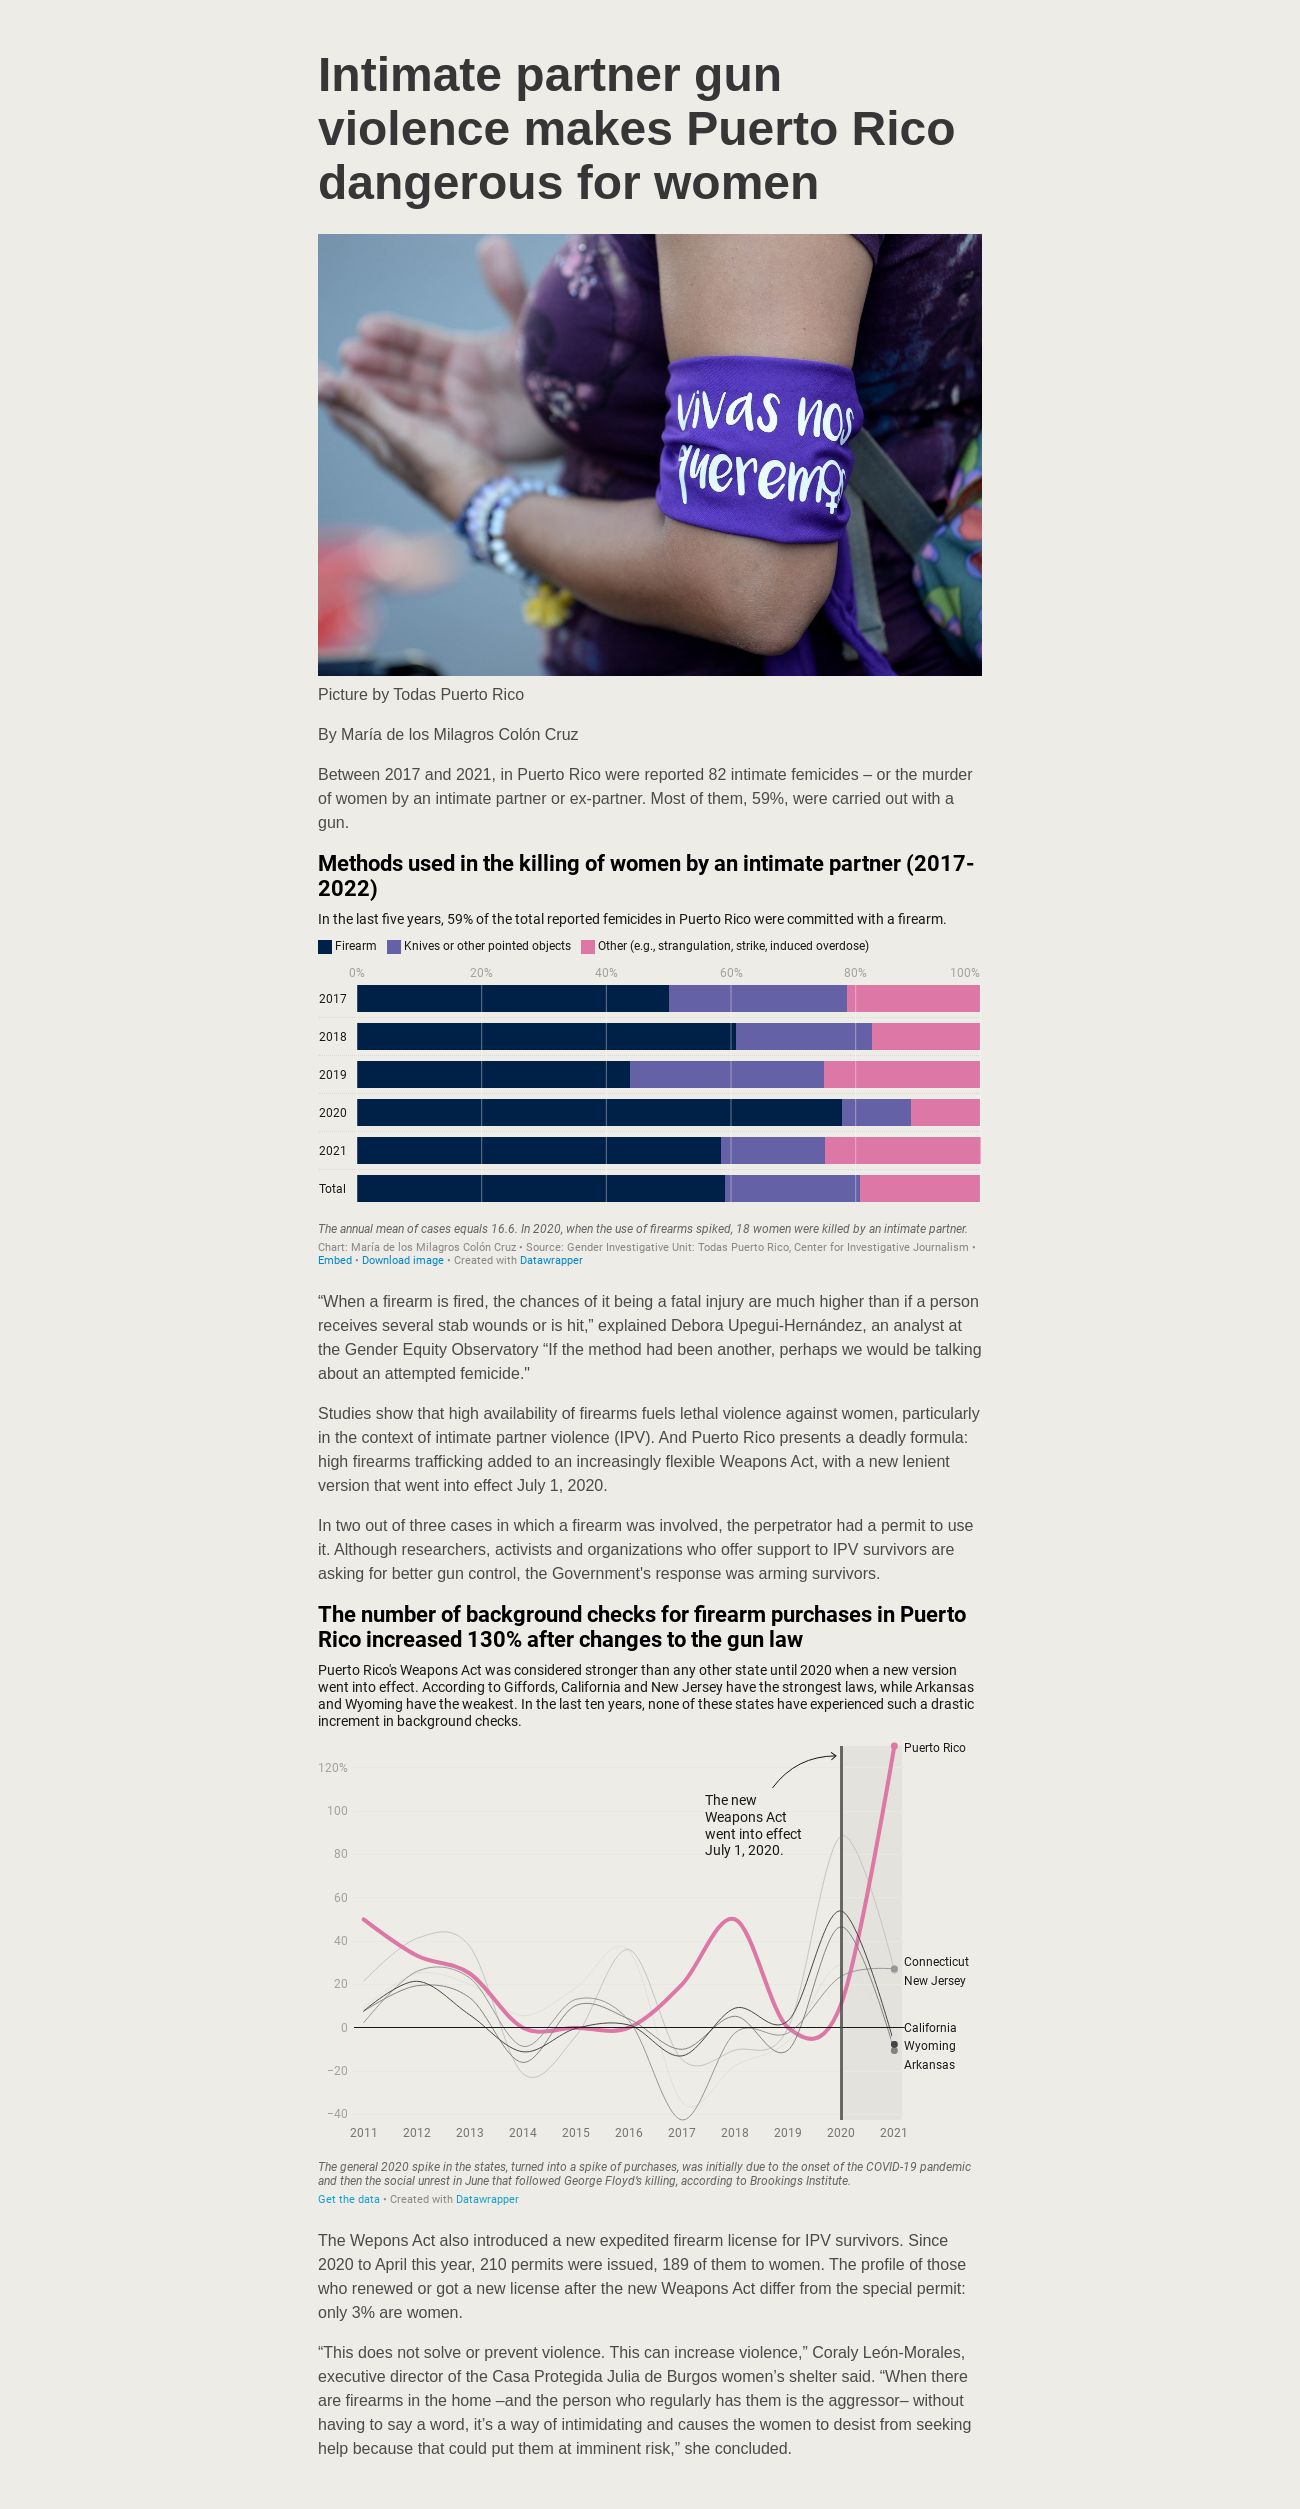 Intimate partner gun
violence makes Puerto Rico
dangerous for women
vivas nos
queremos
Picture by Todas Puerto Rico
By María de los Milagros Colón Cruz
Between 2017 and 2021, in Puerto Rico were reported 82 intimate femicides – or the murder
of women by an intimate partner or ex-partner. Most of them, 59%, were carried out with a
gun.
Methods used in the killing of women by an intimate partner (2017-
2022)
In the last five years, 59% of the total reported femicides in Puerto Rico were committed with a firearm.
Firearm Knives or other pointed objects Other (e.g., strangulation, strike, induced overdose)
0% 20% 40% 60% 80% 100%
2017
2018
2019
2020
2021
Total
The annual mean of cases equals 16.6. In 2020, when the use of firearms spiked, 18 women were killed by an intimate partner.
Chart: María de los Milagros Colón Cruz • Source: Gender Investigative Unit: Todas Puerto Rico, Center for Investigative Journalism •
Embed • Download image • Created with Datawrapper
“When a firearm is fired, the chances of it being a fatal injury are much higher than if a person
receives several stab wounds or is hit,” explained Debora Upegui-Hernández, an analyst at
the Gender Equity Observatory “If the method had been another, perhaps we would be talking
about an attempted femicide."
Studies show that high availability of firearms fuels lethal violence against women, particularly
in the context of intimate partner violence (IPV). And Puerto Rico presents a deadly formula:
high firearms trafficking added to an increasingly flexible Weapons Act, with a new lenient
version that went into effect July 1, 2020.
In two out of three cases in which a firearm was involved, the perpetrator had a permit to use
it. Although researchers, activists and organizations who offer support to IPV survivors are
asking for better gun control, the Government's response was arming survivors.
The number of background checks for firearm purchases in Puerto
Rico increased 130% after changes to the gun law
Puerto Rico's Weapons Act was considered stronger than any other state until 2020 when a new version
went into effect. According to Giffords, California and New Jersey have the strongest laws, while Arkansas
and Wyoming have the weakest. In the last ten years, none of these states have experienced such a drastic
increment in background checks.
Puerto Rico
120%
The new
Weapons Act
went into effect
July 1, 2020.
100
80
60
40
Connecticut
20
New Jersey
0
California
Wyoming
Arkansas
−20
−40
2011 2012 2013 2014 2015 2016 2017 2018 2019 2020 2021
The general 2020 spike in the states, turned into a spike of purchases, was initially due to the onset of the COVID-19 pandemic
and then the social unrest in June that followed George Floyd's killing, according to Brookings Institute.
Get the data • Created with Datawrapper
The Wepons Act also introduced a new expedited firearm license for IPV survivors. Since
2020 to April this year, 210 permits were issued, 189 of them to women. The profile of those
who renewed or got a new license after the new Weapons Act differ from the special permit:
only 3% are women.
“This does not solve or prevent violence. This can increase violence,” Coraly León-Morales,
executive director of the Casa Protegida Julia de Burgos women’s shelter said. “When there
are firearms in the home –and the person who regularly has them is the aggressor– without
having to say a word, it’s a way of intimidating and causes the women to desist from seeking
help because that could put them at imminent risk,” she concluded.